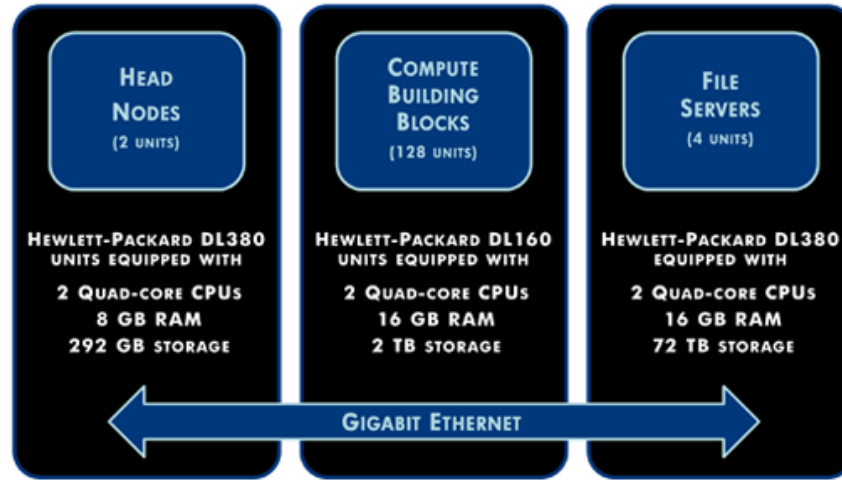 HEAD
NODES
(2 UNITS)
HEWLETT-PACKARD DL380
UNITS EQUIPPED WITH
2 QUAD-CORE CPUS
8 GB RAM
292 GB STORAGE
COMPUTE
BUILDING
BLOCKS
(128 UNITS)
HEWLETT-PACKARD DL160
UNITS EQUIPPED WITH
2 QUAD-CORE CPUS
16 GB RAM
2 TB STORAGE
FILE
SERVERS
(4 UNITS)
HEWLETT-PACKARD DL380
EQUIPPED WITH
2 QUAD-CORE CPUS
16 GB RAM
72 TB STORAGE
GIGABIT ETHERNET